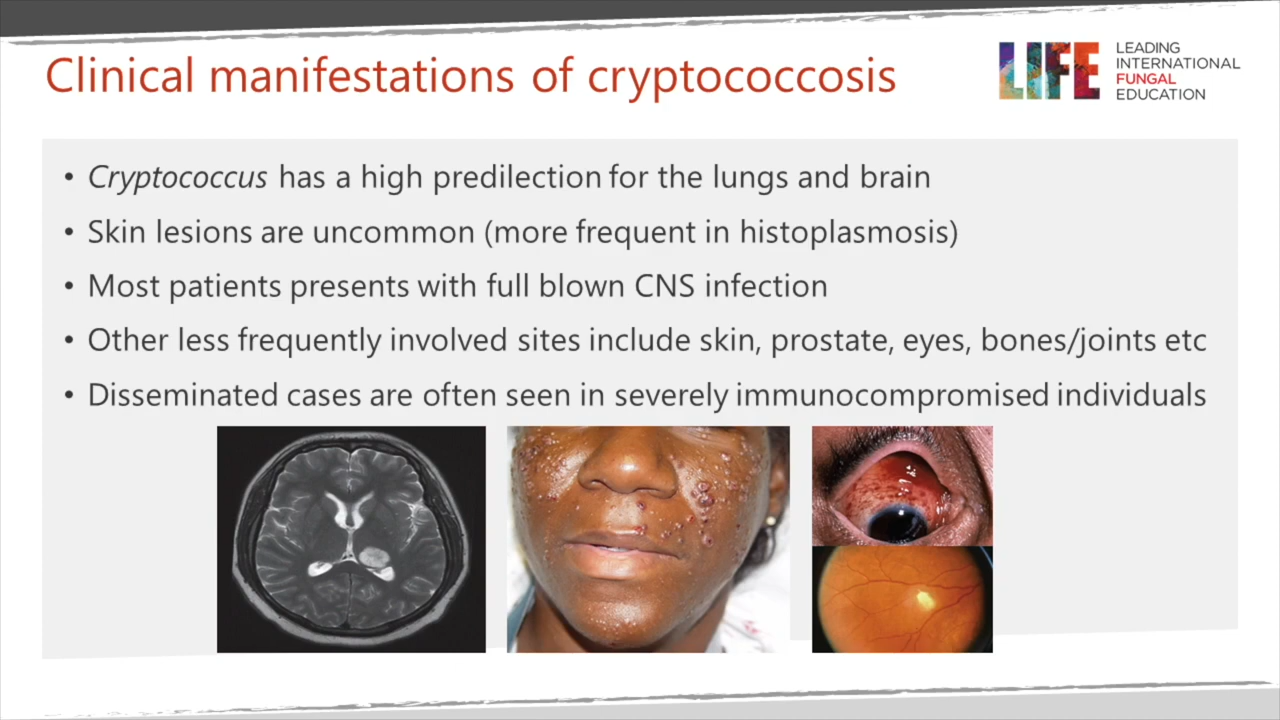 Clinical manifestations of cryptococcosis
LIFE
LEADING
INTERNATIONAL
FUNGAL
EDUCATION
• Cryptococcus has a high predilection for the lungs and brain
• Skin lesions are uncommon (more frequent in histoplasmosis)
• Most patients presents with full blown CNS infection
• Other less frequently involved sites include skin, prostate, eyes, bones/joints etc
• Disseminated cases are often seen in severely immunocompromised individuals